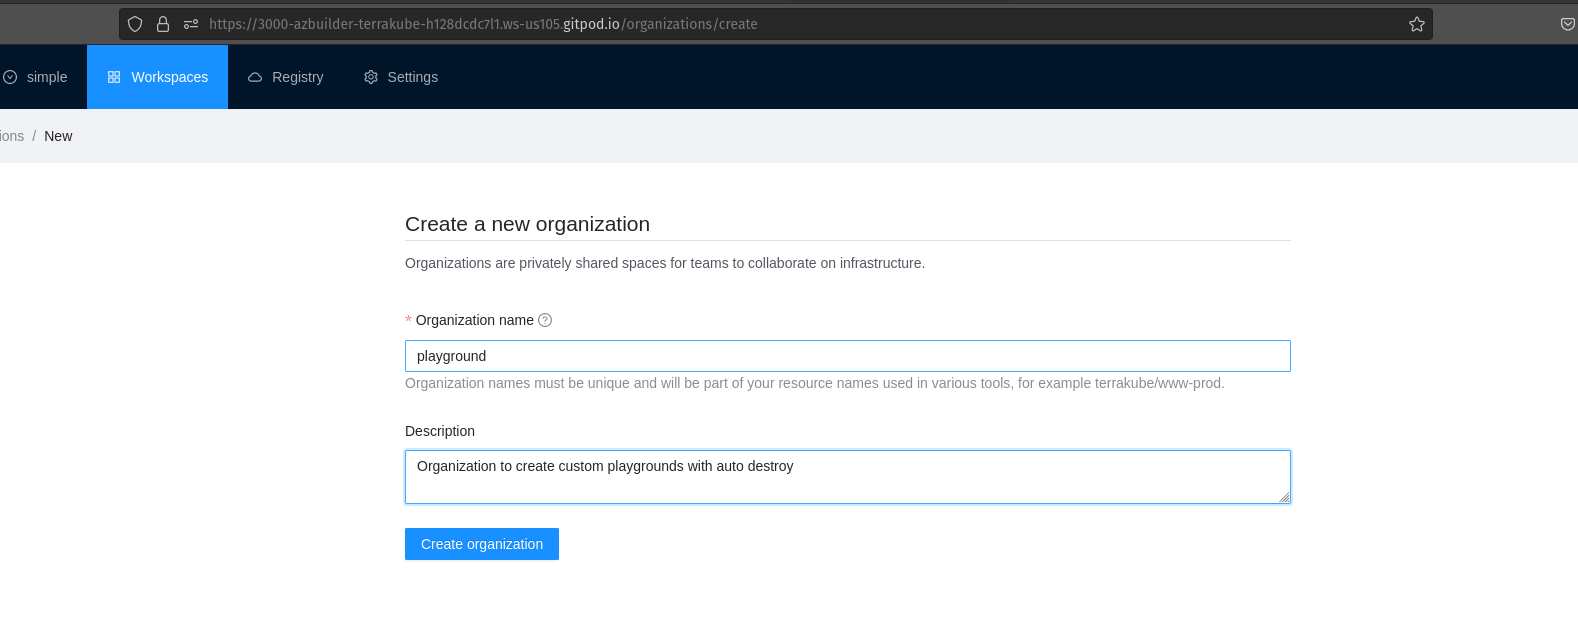 https://3000-azbuilder-terrakube-h128dcdc7l1.ws-us105.gitpod.io/organizations/create
simple Workspaces Registry Settings
ions / New
Create a new organization
Organizations are privately shared spaces for teams to collaborate on infrastructure.
* Organization name ?
playground
Organization names must be unique and will be part of your resource names used in various tools, for example terrakube/www-prod.
Description
Organization to create custom playgrounds with auto destroy
Create organization